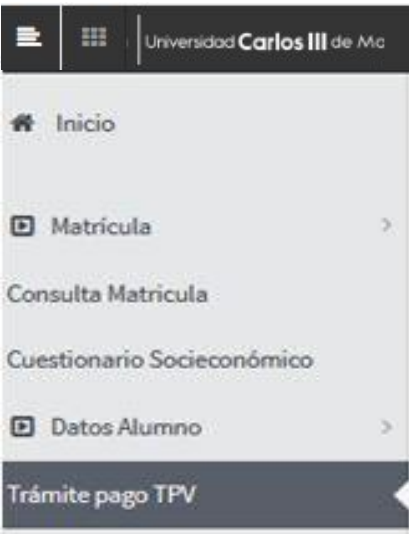 Universidad Carlos III de Ma
Inicio
Matrícula
Consulta Matricula
Cuestionario Socieconómico
Datos Alumno
Trámite pago TPV